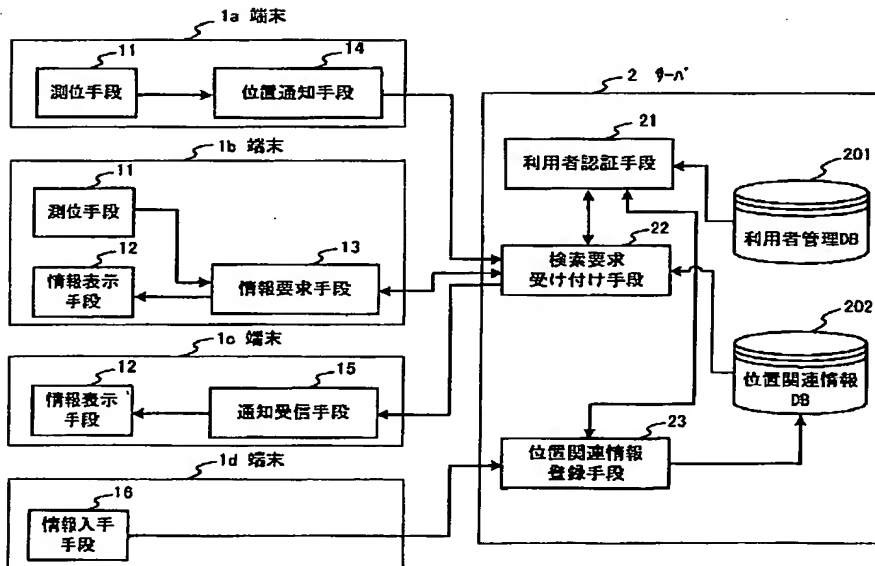 1a 端末
11
測位手段
14
位置通知手段
1b 端末
11
測位手段
12
情報表示
手段
13
情報要求手段
1c 端末
12
情報表示
手段
15
通知受信手段
1d 端末
16
情報入手
手段
2 サーバ
21
利用者認証手段
22
検索要求
受け付け手段
23
位置関連情報
登録手段
201
利用者管理DB
202
位置関連情報
DB